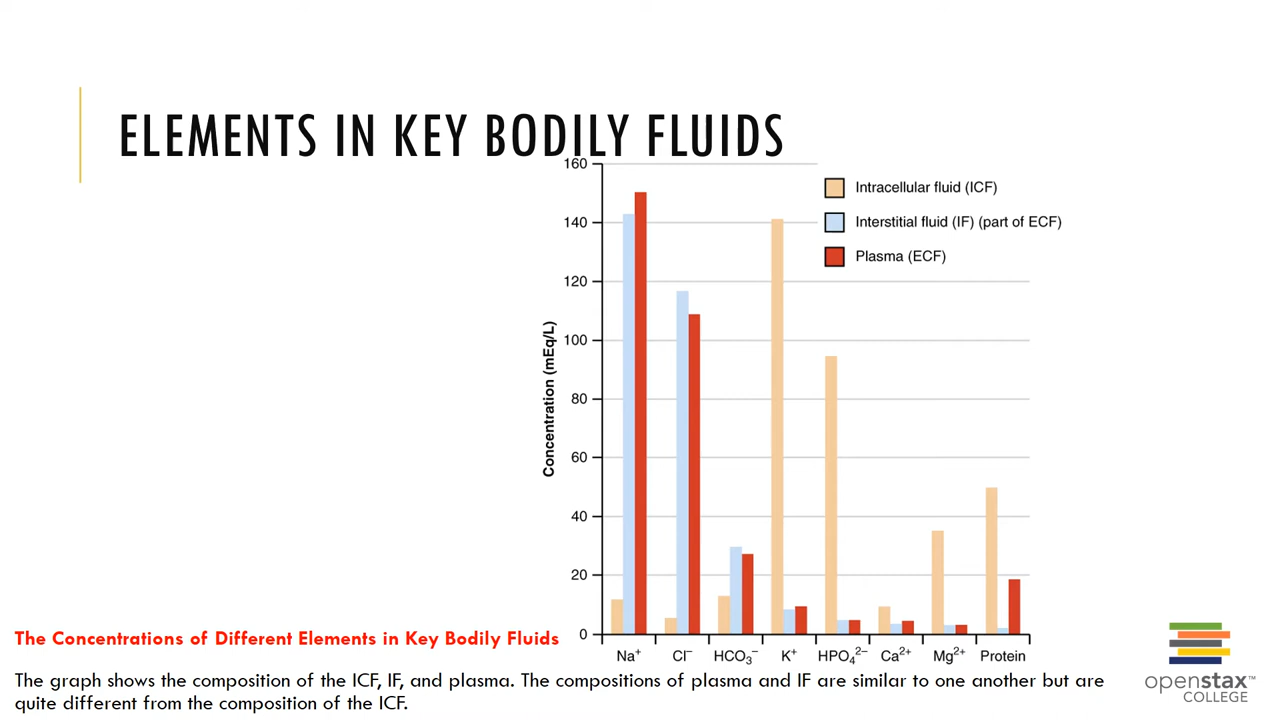 ELEMENTS IN KEY BODILY FLUIDS
160
140
120
100
80
60
40
20
0
Concentration (mEq/L)
Intracellular fluid (ICF)
Interstitial fluid (IF) (part of ECF)
Plasma (ECF)
Na⁺ Cl⁻ HCO₃⁻ K⁺ HPO₄²⁻ Ca²⁺ Mg²⁺ Protein
The Concentrations of Different Elements in Key Bodily Fluids
The graph shows the composition of the ICF, IF, and plasma. The compositions of plasma and IF are similar to one another but are
quite different from the composition of the ICF.
openstax™
COLLEGE